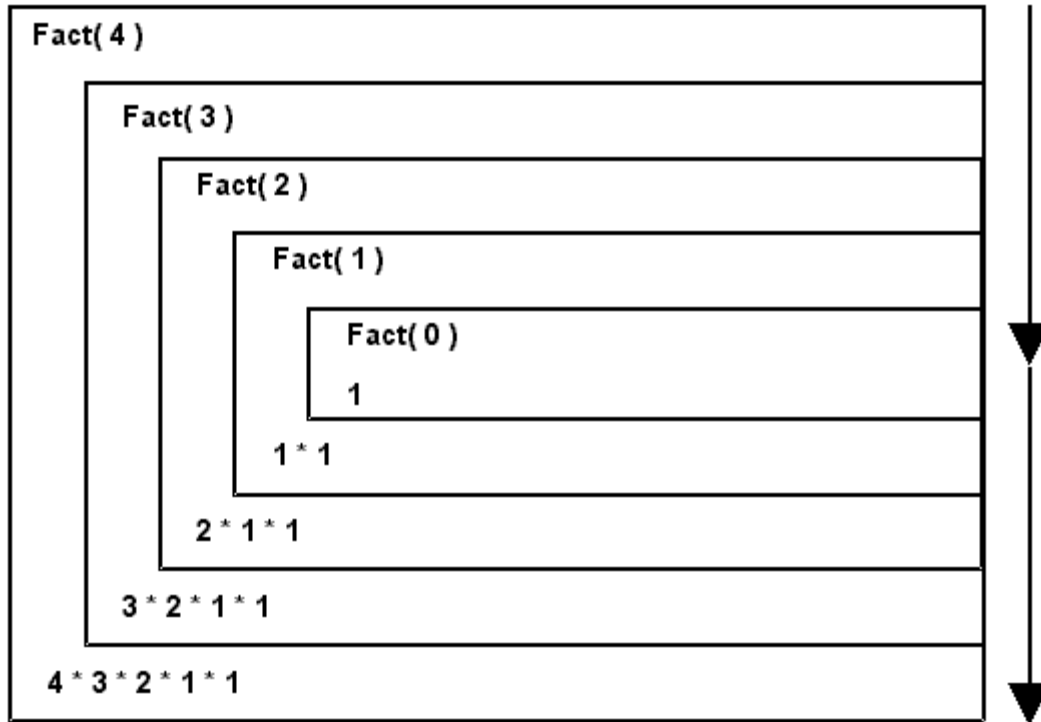 Fact( 4 )
Fact( 3 )
Fact( 2 )
Fact( 1 )
Fact( 0 )
1
1 * 1
2 * 1 * 1
3 * 2 * 1 * 1
4 * 3 * 2 * 1 * 1